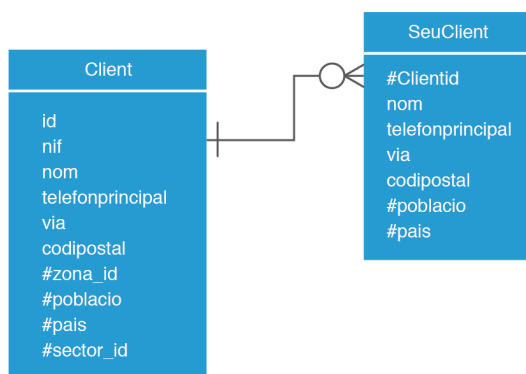 Client
id
nif
nom
telefonprincipal
via
codipostal
#zona_id
#poblacio
#pais
#sector_id
SeuClient
#Clientid
nom
telefonprincipal
via
codipostal
#poblacio
#pais